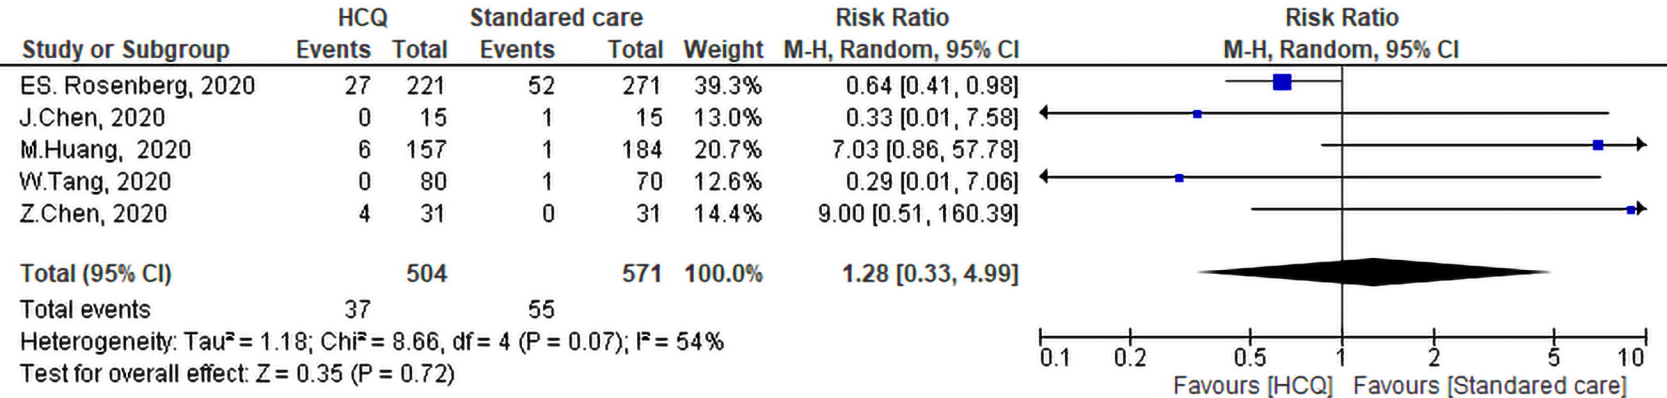 HCQ Standared care Risk Ratio Risk Ratio
Study or Subgroup Events Total Events Total Weight M-H, Random, 95% CI M-H, Random, 95% CI
ES. Rosenberg, 2020 27 221 52 271 39.3% 0.64 [0.41, 0.98]
J.Chen, 2020 0 15 1 15 13.0% 0.33 [0.01, 7.58]
M.Huang, 2020 6 157 1 184 20.7% 7.03 [0.86, 57.78]
W.Tang, 2020 0 80 1 70 12.6% 0.29 [0.01, 7.06]
Z.Chen, 2020 4 31 0 31 14.4% 9.00 [0.51, 160.39]
Total (95% CI) 504 571 100.0% 1.28 [0.33, 4.99]
Total events 37 55
Heterogeneity: Tau² = 1.18; Chi² = 8.66, df = 4 (P = 0.07); I² = 54%
Test for overall effect: Z = 0.35 (P = 0.72)
0.1 0.2 0.5 1 2 5 10
Favours [HCQ] Favours [Standared care]